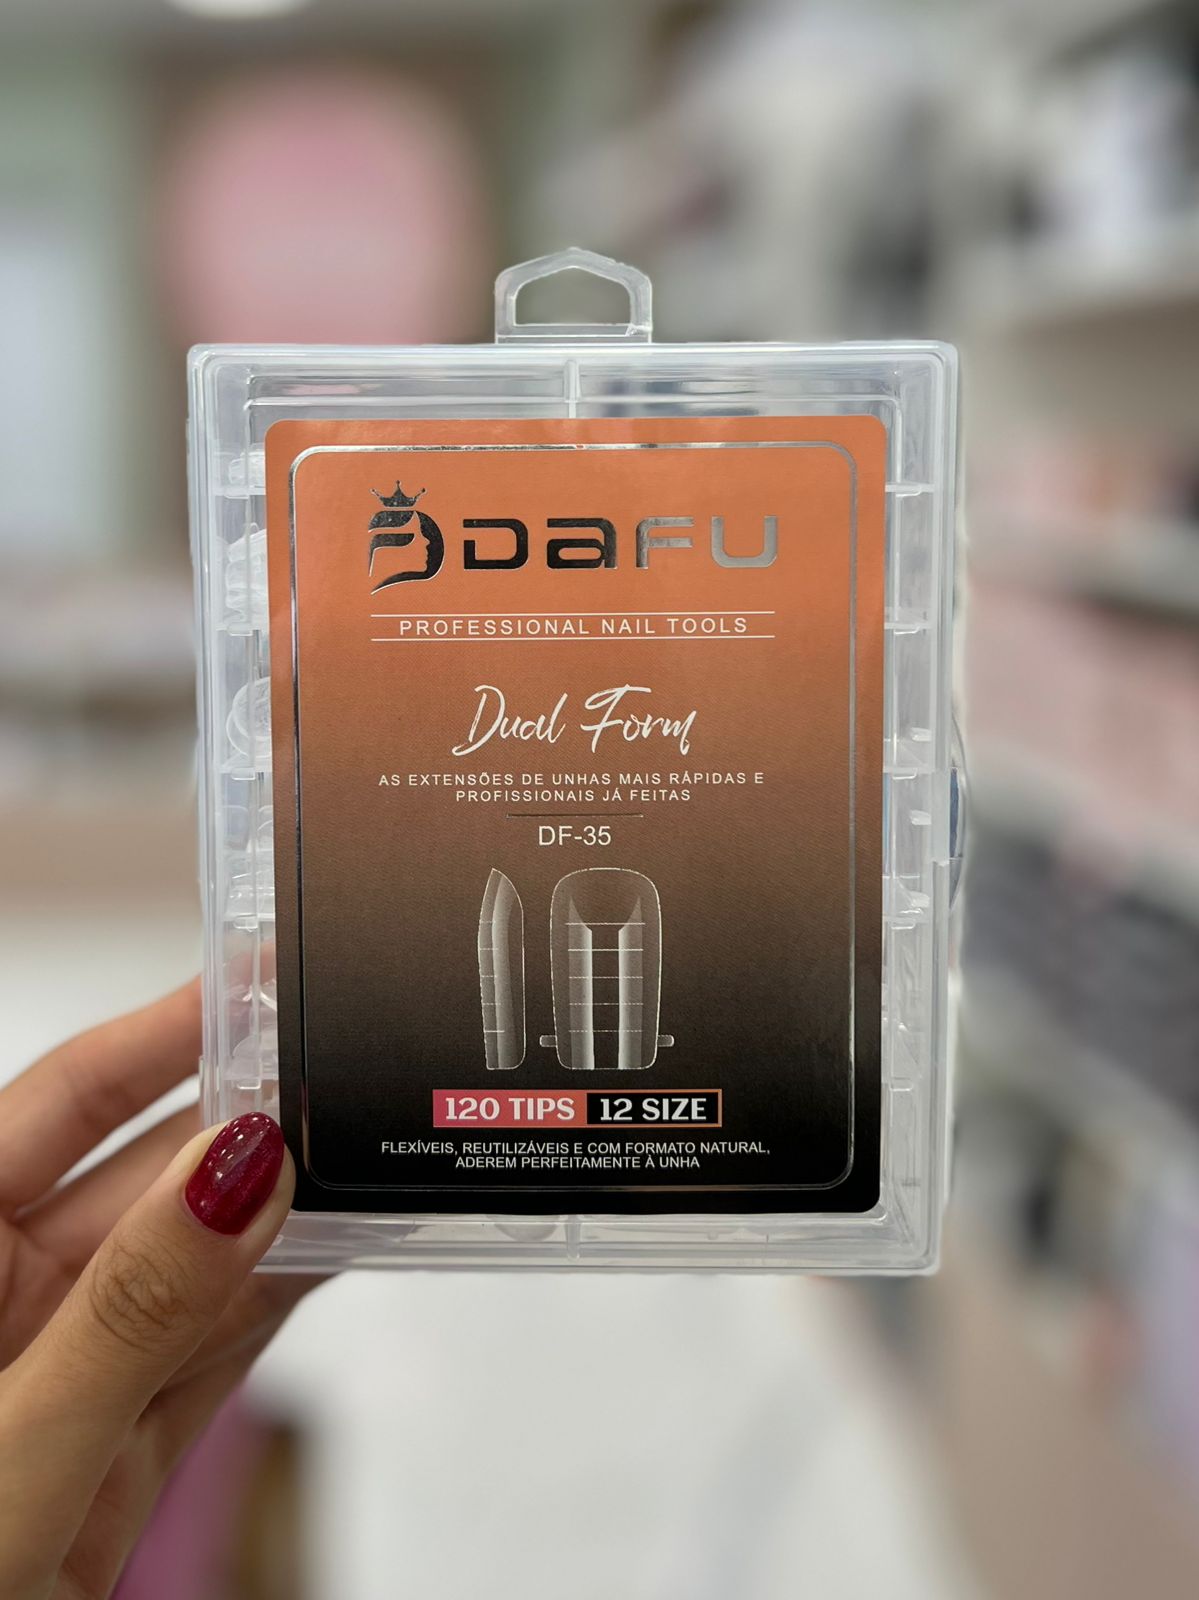 DaFU
PROFESSIONAL NAIL TOOLS
Dual Form
AS EXTENSÕES DE UNHAS MAIS RÁPIDAS E
PROFISSIONAIS JÁ FEITAS
DF-35
120 TIPS 12 SIZE
FLEXÍVEIS, REUTILIZÁVEIS E COM FORMATO NATURAL,
ADEREM PERFEITAMENTE À UNHA